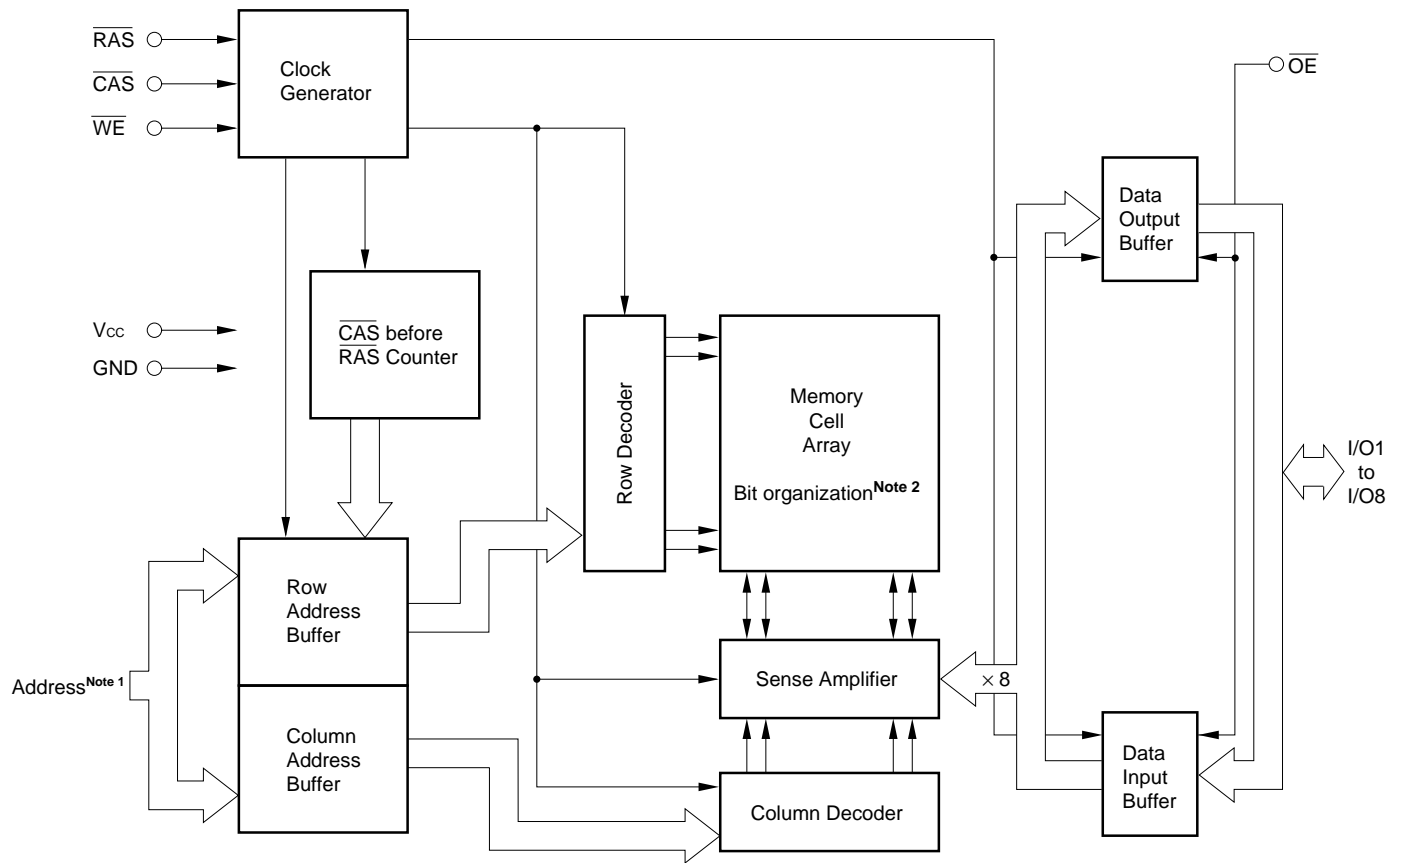 RAS
CAS
WE
Clock
Generator
OE
Data
Output
Buffer
VCC
GND
CAS before
RAS Counter
Row Decoder
Memory
Cell
Array
Bit organizationNote 2
I/O1
to
I/O8
Row
Address
Buffer
AddressNote 1
Sense Amplifier
× 8
Column
Address
Buffer
Column Decoder
Data
Input
Buffer